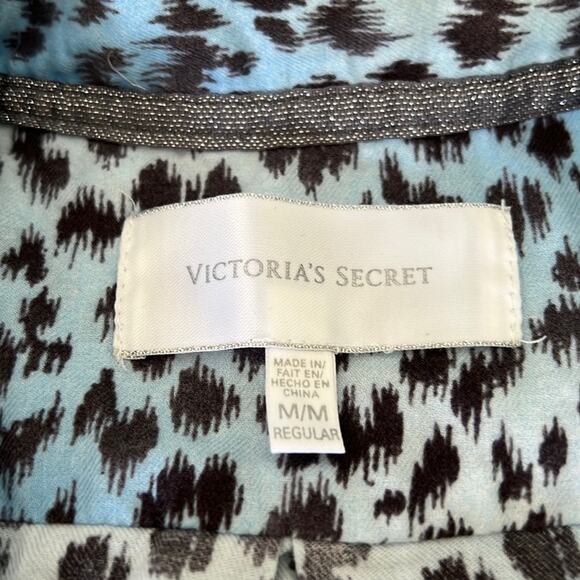 VICTORIA'S SECRET
MADE IN/
FAIT EN/
HECHO EN
CHINA
M/M
REGULAR